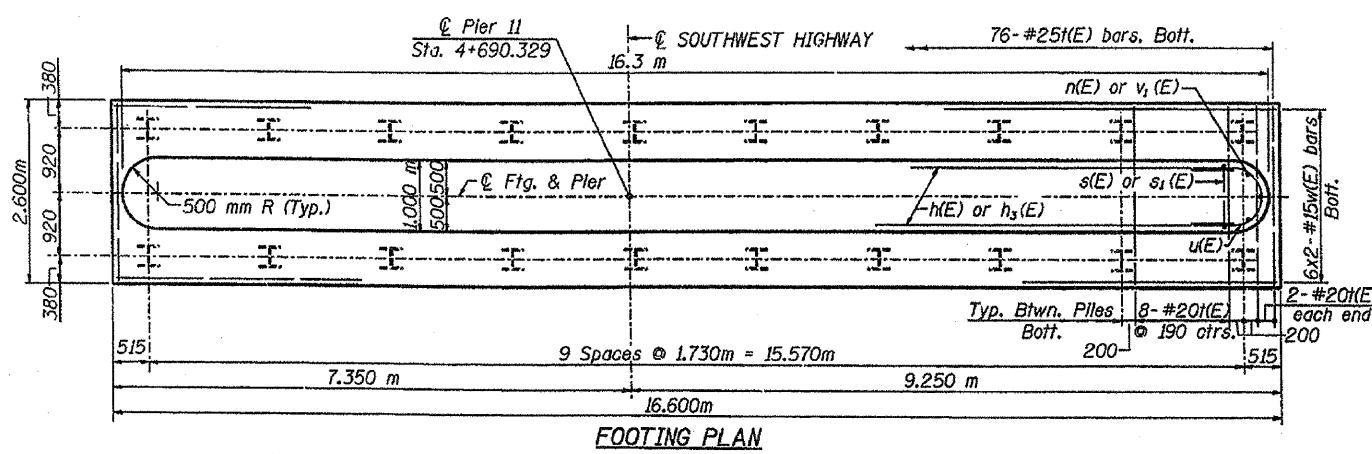 ℄ Pier 11
Sta. 4+690.329
℄ SOUTHWEST HIGHWAY
76-#25t(E) bars, Bott.
16.3 m
n(E) or v₁(E)
380
920
920
380
2.600m
500 mm R (Typ.)
1.000 m
500
500
℄ Ftg. & Pier
s(E) or s₁(E)
h(E) or h₃(E)
u(E)
6x2-#15w(E) bars
Bott.
Typ. Btwn. Piles
Bott.
8-#20t(E)
@ 190 ctrs.
2-#20t(E
each end
200
200
515
9 Spaces @ 1.730m = 15.570m
515
7.350 m
9.250 m
16.600m
FOOTING PLAN